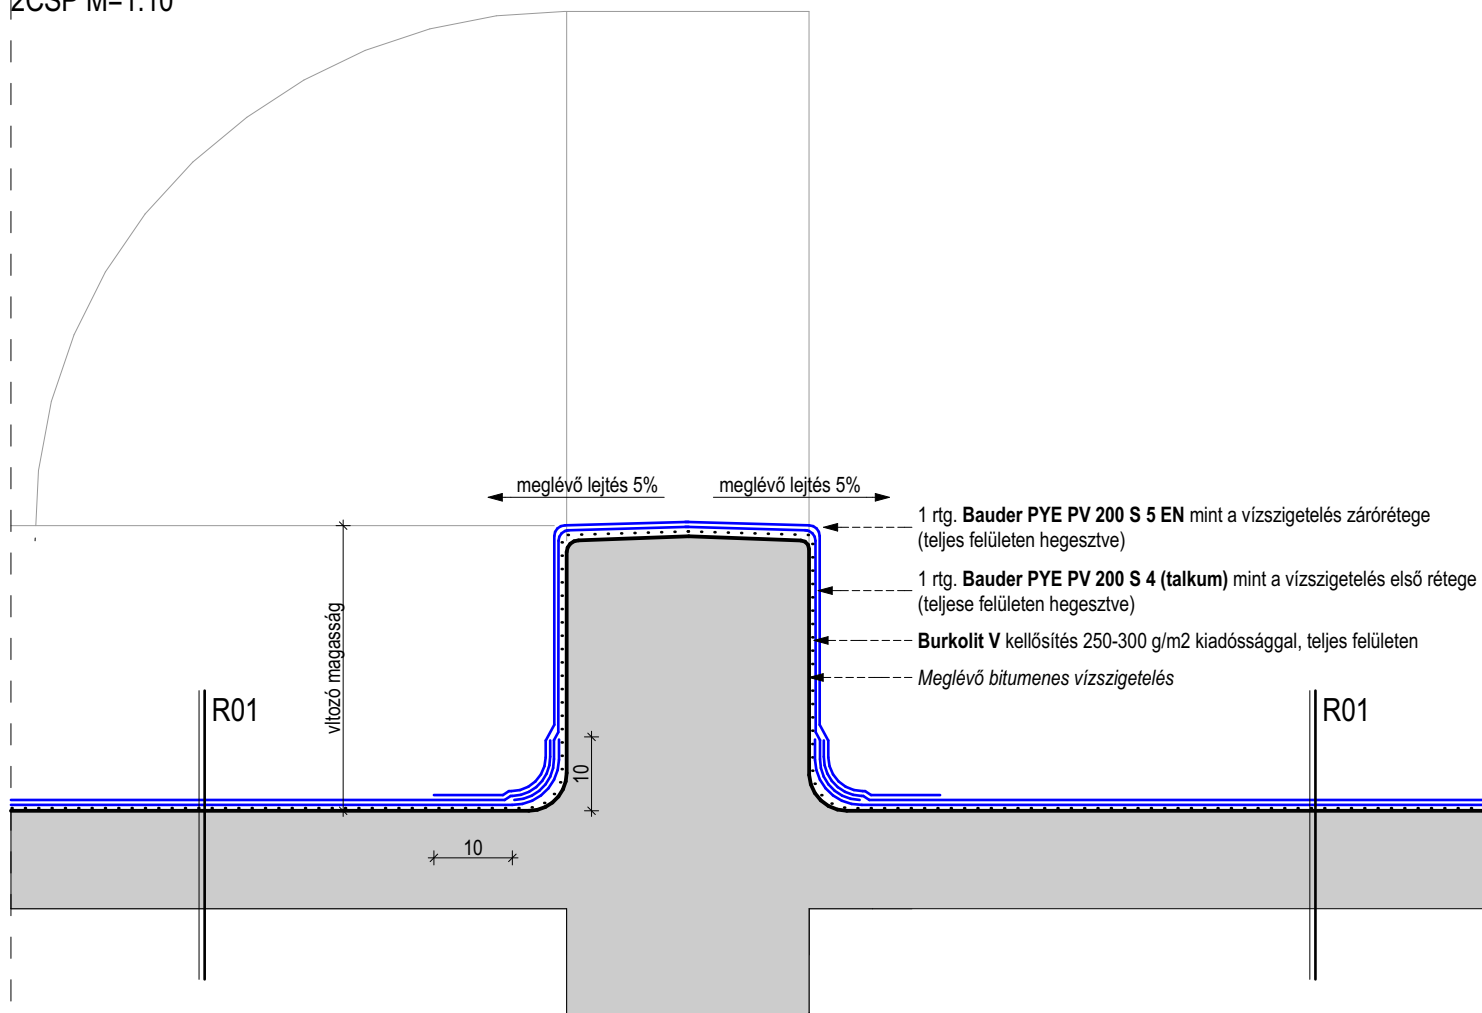 2CSP M=1:10
meglévő lejtés 5%
meglévő lejtés 5%
1 rtg. Bauder PYE PV 200 S 5 EN mint a vízszigetelés zárórétege
(teljes felületen hegesztve)
1 rtg. Bauder PYE PV 200 S 4 (talkum) mint a vízszigetelés első rétege
(teljese felületen hegesztve)
Burkolit V kellősítés 250-300 g/m2 kiadóssággal, teljes felületen
Meglévő bitumenes vízszigetelés
vltozó magasság
R01
R01
10
10